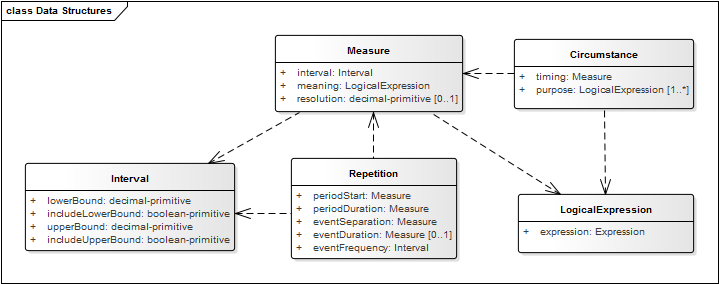 class Data Structures
Measure
+ interval: Interval
+ meaning: LogicalExpression
+ resolution: decimal-primitive [0..1]
Circumstance
+ timing: Measure
+ purpose: LogicalExpression [1..*]
Interval
+ lowerBound: decimal-primitive
+ includeLowerBound: boolean-primitive
+ upperBound: decimal-primitive
+ includeUpperBound: boolean-primitive
Repetition
+ periodStart: Measure
+ periodDuration: Measure
+ eventSeparation: Measure
+ eventDuration: Measure [0..1]
+ eventFrequency: Interval
LogicalExpression
+ expression: Expression